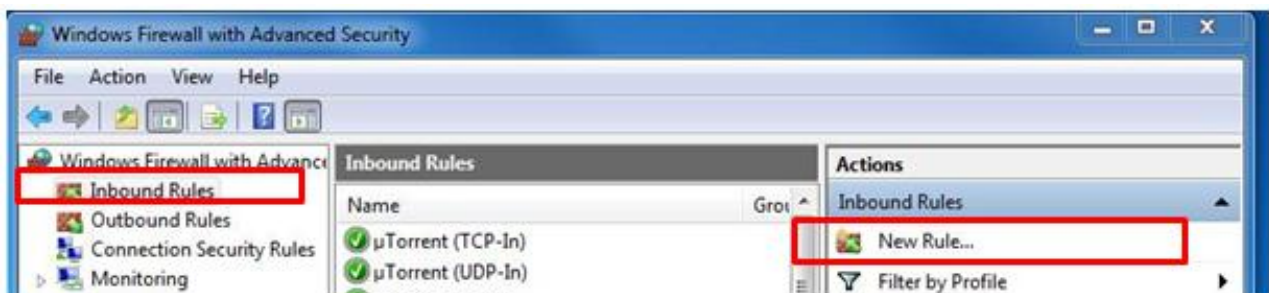 Windows Firewall with Advanced Security
File Action View Help
Windows Firewall with Advance
Inbound Rules
Outbound Rules
Connection Security Rules
Monitoring
Inbound Rules
Name Grou
µTorrent (TCP-In)
µTorrent (UDP-In)
Actions
Inbound Rules
New Rule...
Filter by Profile